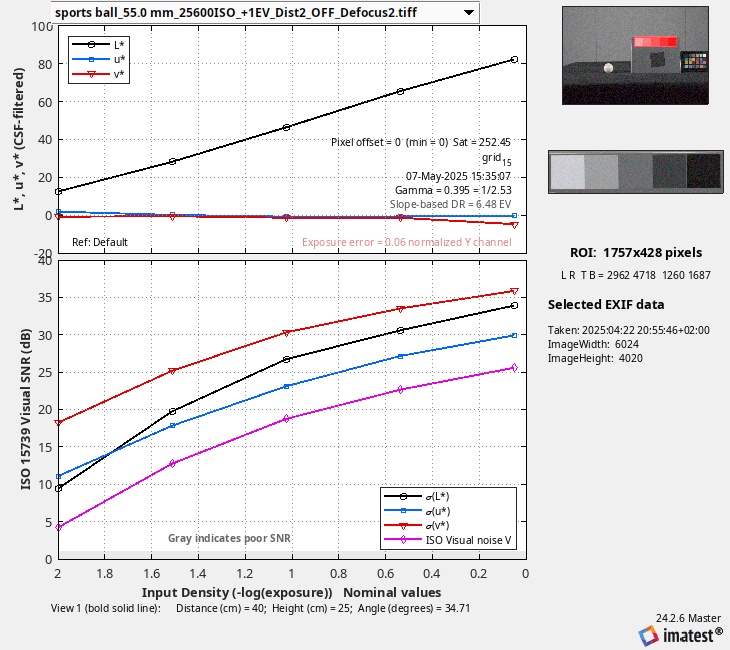 sports ball_55.0 mm_25600ISO_+1EV_Dist2_OFF_Defocus2.tiff
L*, u*, v* (CSF-filtered)
100
80
60
40
20
0
-20
L*
u*
v*
Pixel offset = 0 (min = 0) Sat = 252.45
grid15
07-May-2025 15:35:07
Gamma = 0.395 = 1/2.53
Slope-based DR = 6.48 EV
Ref: Default
Exposure error = 0.06 normalized Y channel
ISO 15739 Visual SNR (dB)
40
35
30
25
20
15
10
5
0
σ(L*)
σ(u*)
σ(v*)
ISO Visual noise V
Gray indicates poor SNR
2 1.8 1.6 1.4 1.2 1 0.8 0.6 0.4 0.2 0
Input Density (-log(exposure)) Nominal values
View 1 (bold solid line): Distance (cm) = 40; Height (cm) = 25; Angle (degrees) = 34.71
ROI: 1757x428 pixels
L R T B = 2962 4718 1260 1687
Selected EXIF data
Taken: 2025:04:22 20:55:46+02:00
ImageWidth: 6024
ImageHeight: 4020
24.2.6 Master
imatest®